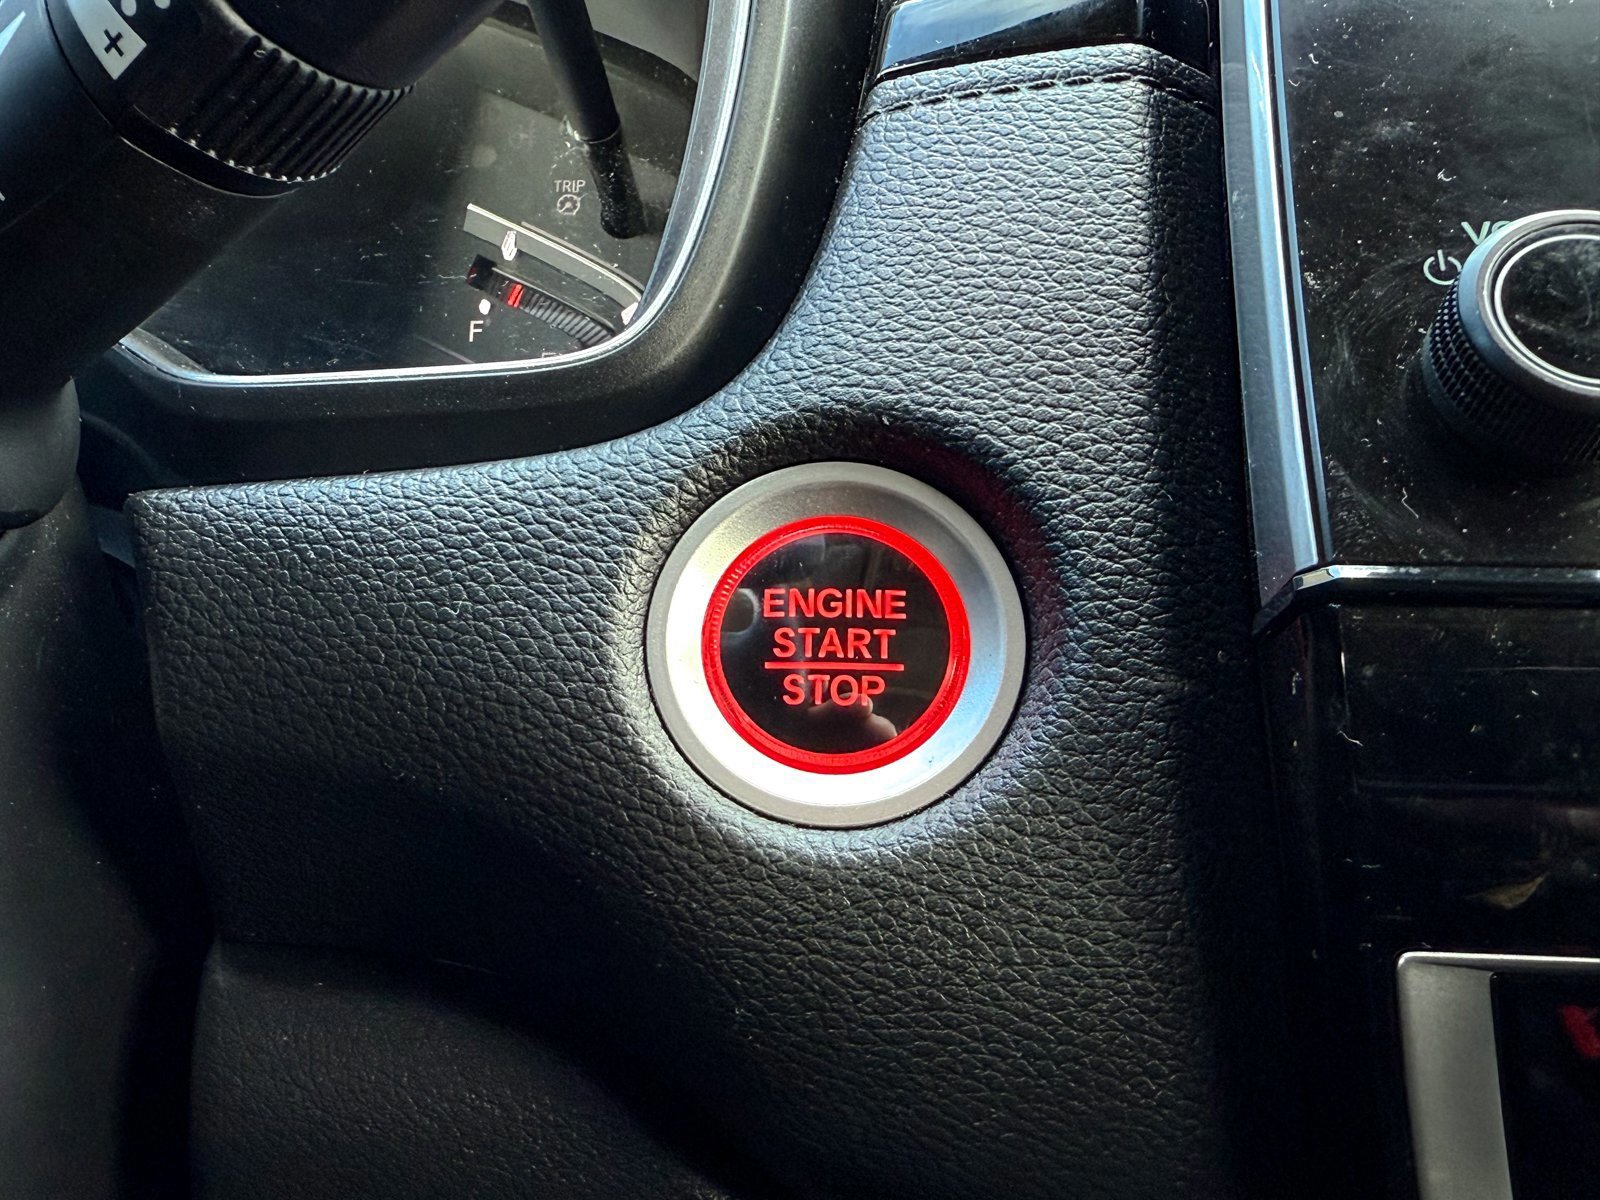 TRIP
F
ENGINE
START
STOP